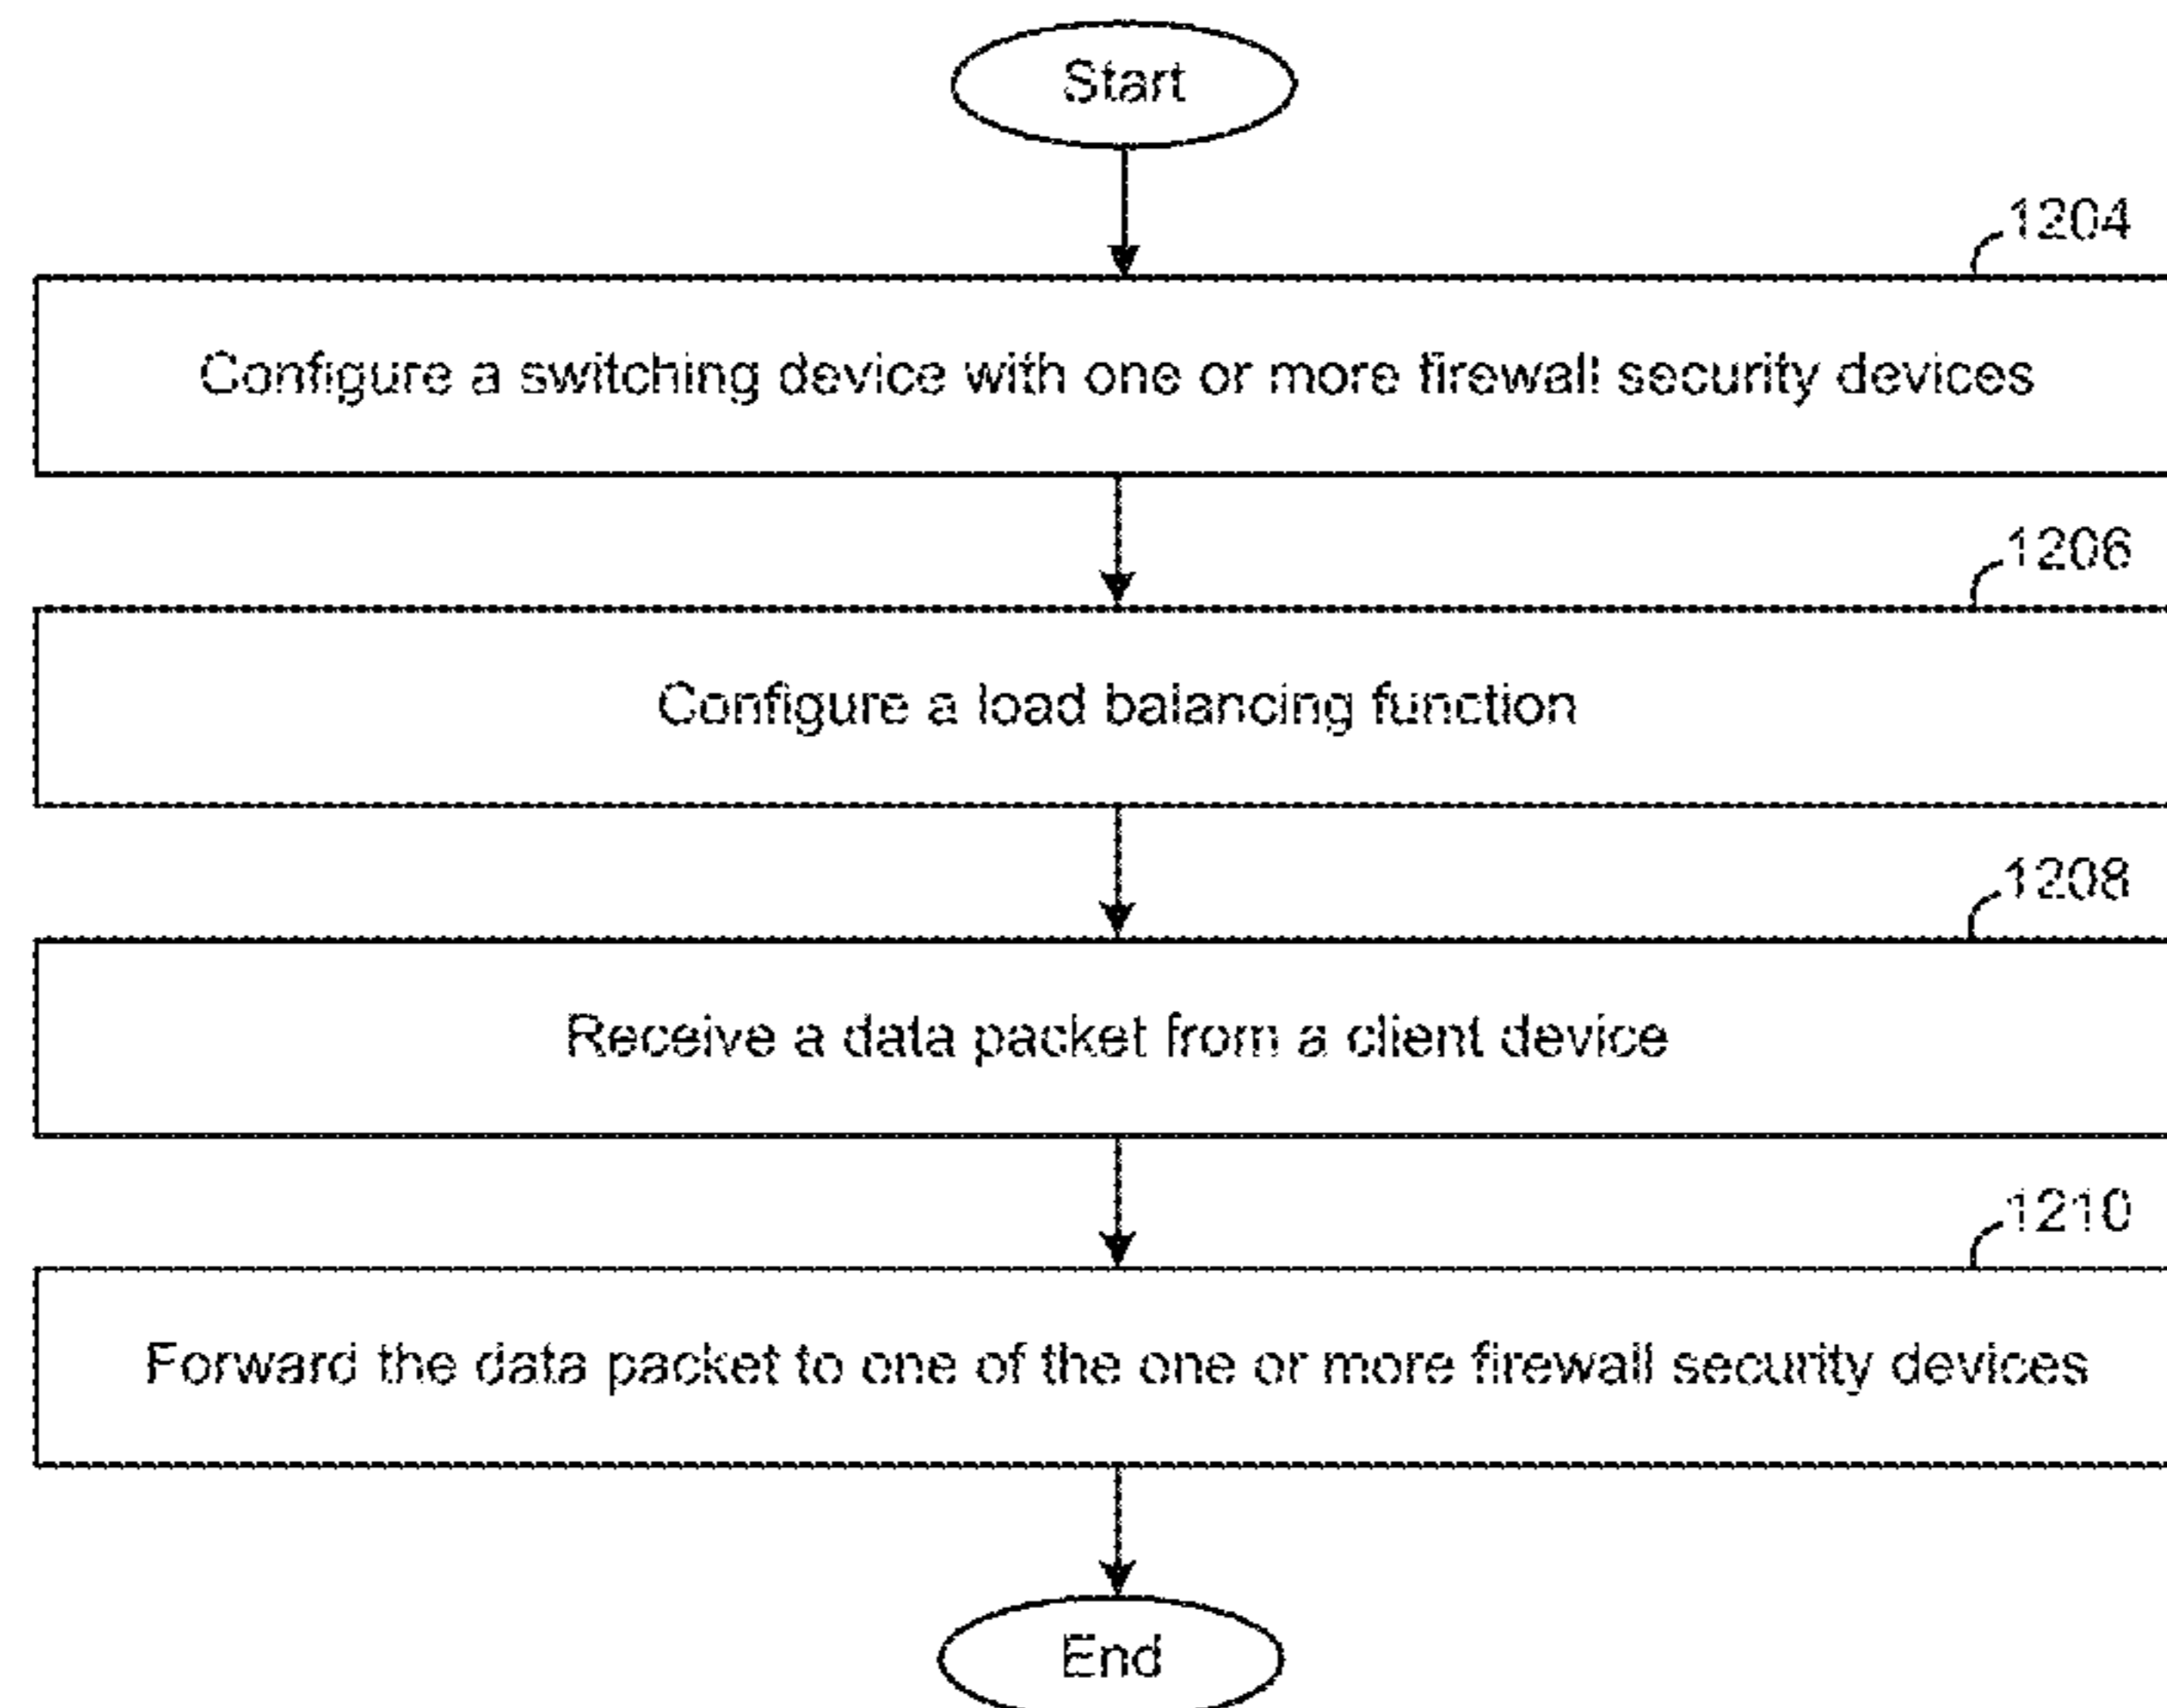 Start
1204
Configure a switching device with one or more firewall security devices
1206
Configure a load balancing function
1208
Receive a data packet from a client device
1210
Forward the data packet to one of the one or more firewall security devices
End